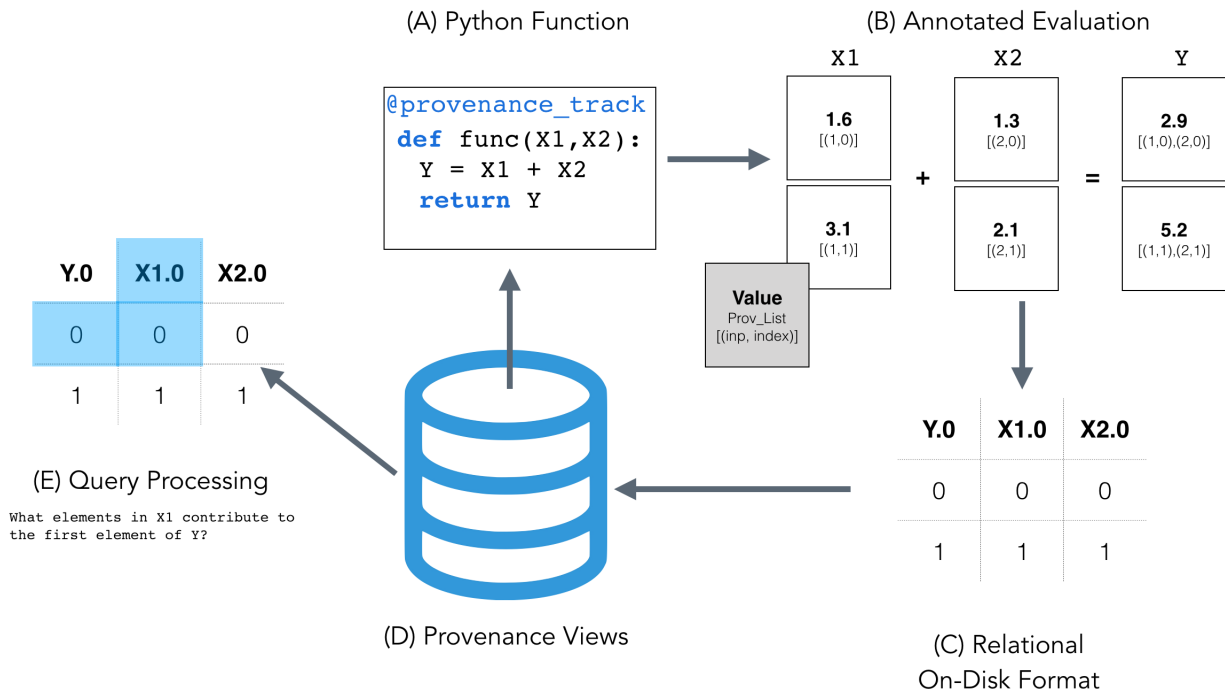 (A) Python Function
@provenance_track
def func(X1,X2):
Y = X1 + X2
return Y
(B) Annotated Evaluation
X1 X2 Y
1.6 1.3 2.9
[(1,0)] [(2,0)] [(1,0),(2,0)]
+ =
3.1 2.1 5.2
[(1,1)] [(2,1)] [(1,1),(2,1)]
Value
Prov_List
[(inp, index)]
Y.0 X1.0 X2.0
0 0 0
1 1 1
(C) Relational
On-Disk Format
(D) Provenance Views
Y.0 X1.0 X2.0
0 0 0
1 1 1
(E) Query Processing
What elements in X1 contribute to
the first element of Y?